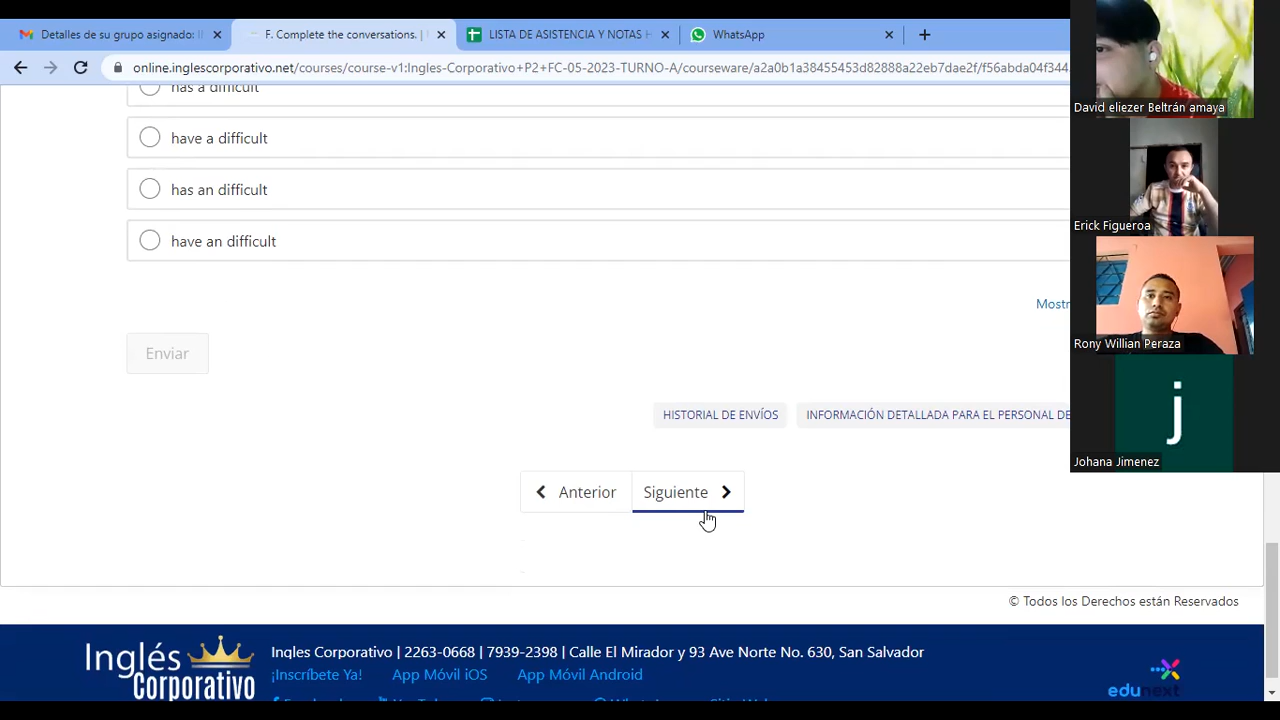 Detalles de su grupo asignado: I
F. Complete the conversations. |
LISTA DE ASISTENCIA Y NOTAS H
WhatsApp
online.inglescorporativo.net/courses/course-v1:Ingles-Corporativo+P2+FC-05-2023-TURNO-A/courseware/a2a0b1a38455453d82888a22eb7dae2f/f56abda04f344...
has a difficult
have a difficult
has an difficult
have an difficult
Mostr
Enviar
HISTORIAL DE ENVÍOS
INFORMACIÓN DETALLADA PARA EL PERSONAL DE
Anterior
Siguiente
© Todos los Derechos están Reservados
Inglés Corporativo
Ingles Corporativo | 2263-0668 | 7939-2398 | Calle El Mirador y 93 Ave Norte No. 630, San Salvador
¡Inscríbete Ya!
App Móvil iOS
App Móvil Android
edunext
David eliezer Beltrán amaya
Erick Figueroa
Rony Willian Peraza
j
Johana Jimenez